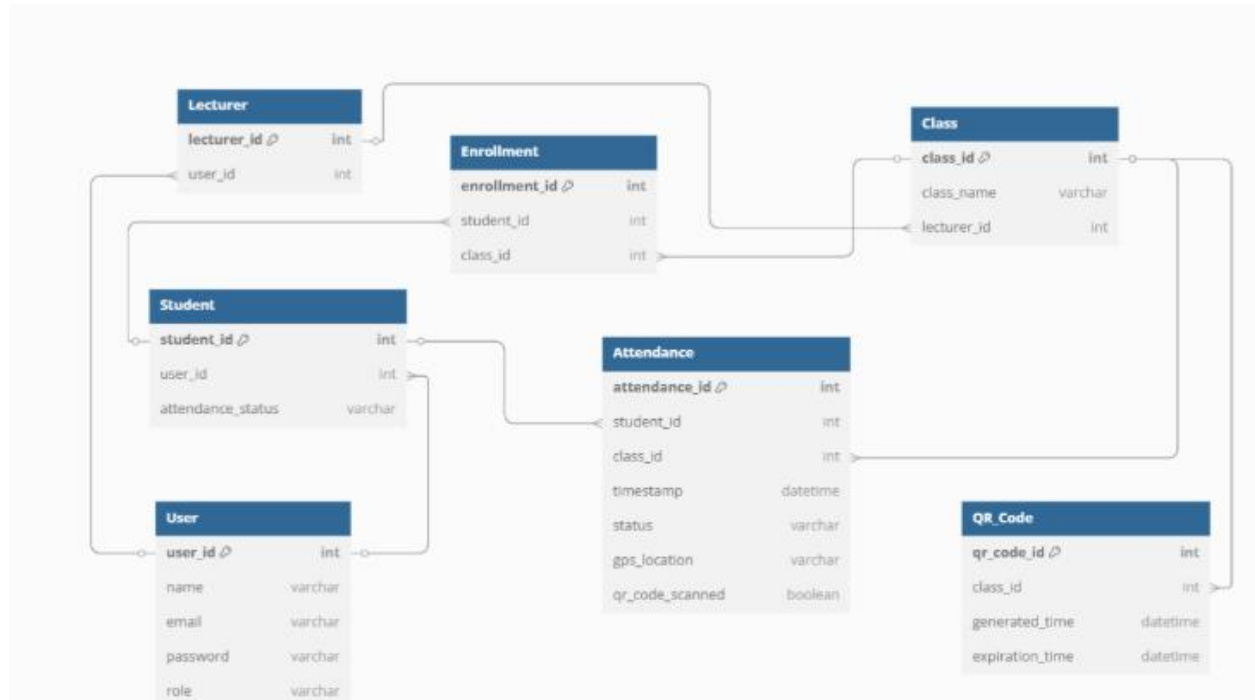 Lecturer
lecturer_id int
user_id int
Enrollment
enrollment_id int
student_id int
class_id int
Class
class_id int
class_name varchar
lecturer_id int
Student
student_id int
user_id int
attendance_status varchar
Attendance
attendance_id int
student_id int
class_id int
timestamp datetime
status varchar
gps_location varchar
qr_code_scanned boolean
User
user_id int
name varchar
email varchar
password varchar
role varchar
QR_Code
qr_code_id int
class_id int
generated_time datetime
expiration_time datetime